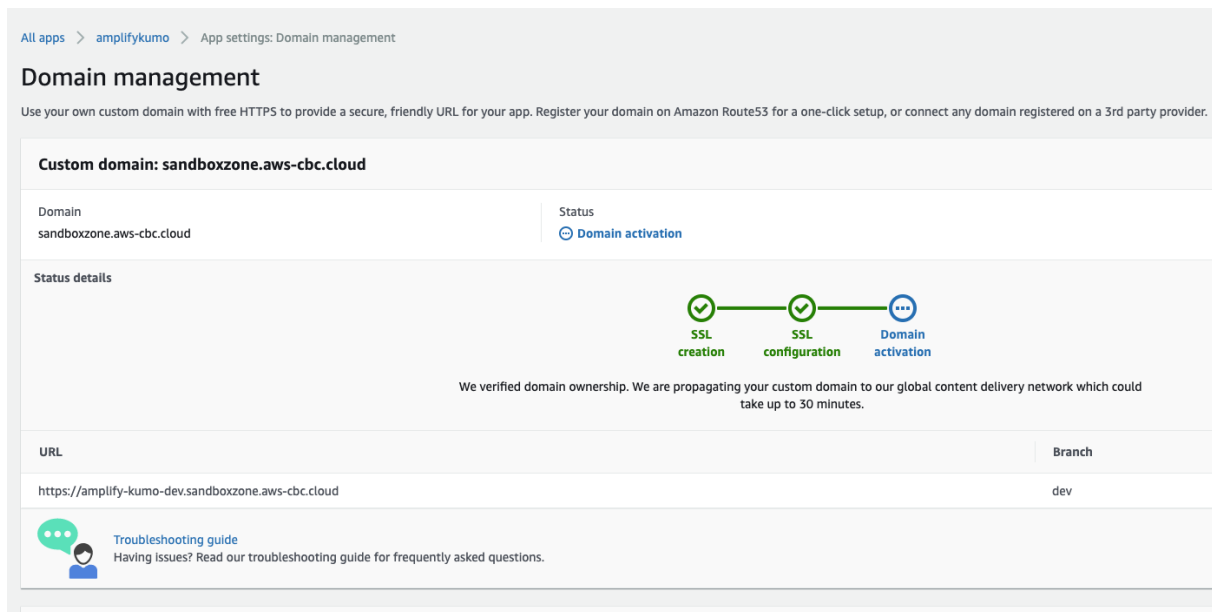 All apps > amplifykumo > App settings: Domain management
Domain management
Use your own custom domain with free HTTPS to provide a secure, friendly URL for your app. Register your domain on Amazon Route53 for a one-click setup, or connect any domain registered on a 3rd party provider.
Custom domain: sandboxzone.aws-cbc.cloud
Domain
sandboxzone.aws-cbc.cloud
Status
Domain activation
Status details
SSL
creation
SSL
configuration
Domain
activation
We verified domain ownership. We are propagating your custom domain to our global content delivery network which could
take up to 30 minutes.
URL
Branch
https://amplify-kumo-dev.sandboxzone.aws-cbc.cloud
dev
Troubleshooting guide
Having issues? Read our troubleshooting guide for frequently asked questions.